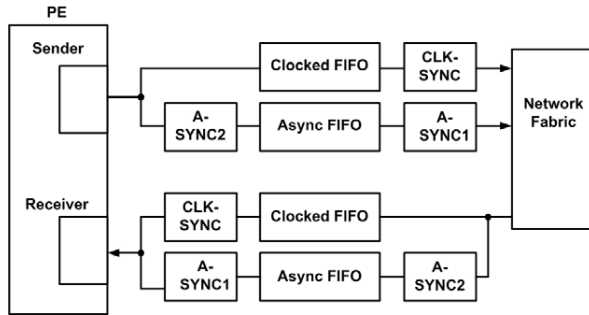 PE
Sender
Clocked FIFO
CLK-
SYNC
A-
SYNC2
Async FIFO
A-
SYNC1
Network
Fabric
Receiver
CLK-
SYNC
Clocked FIFO
A-
SYNC1
Async FIFO
A-
SYNC2